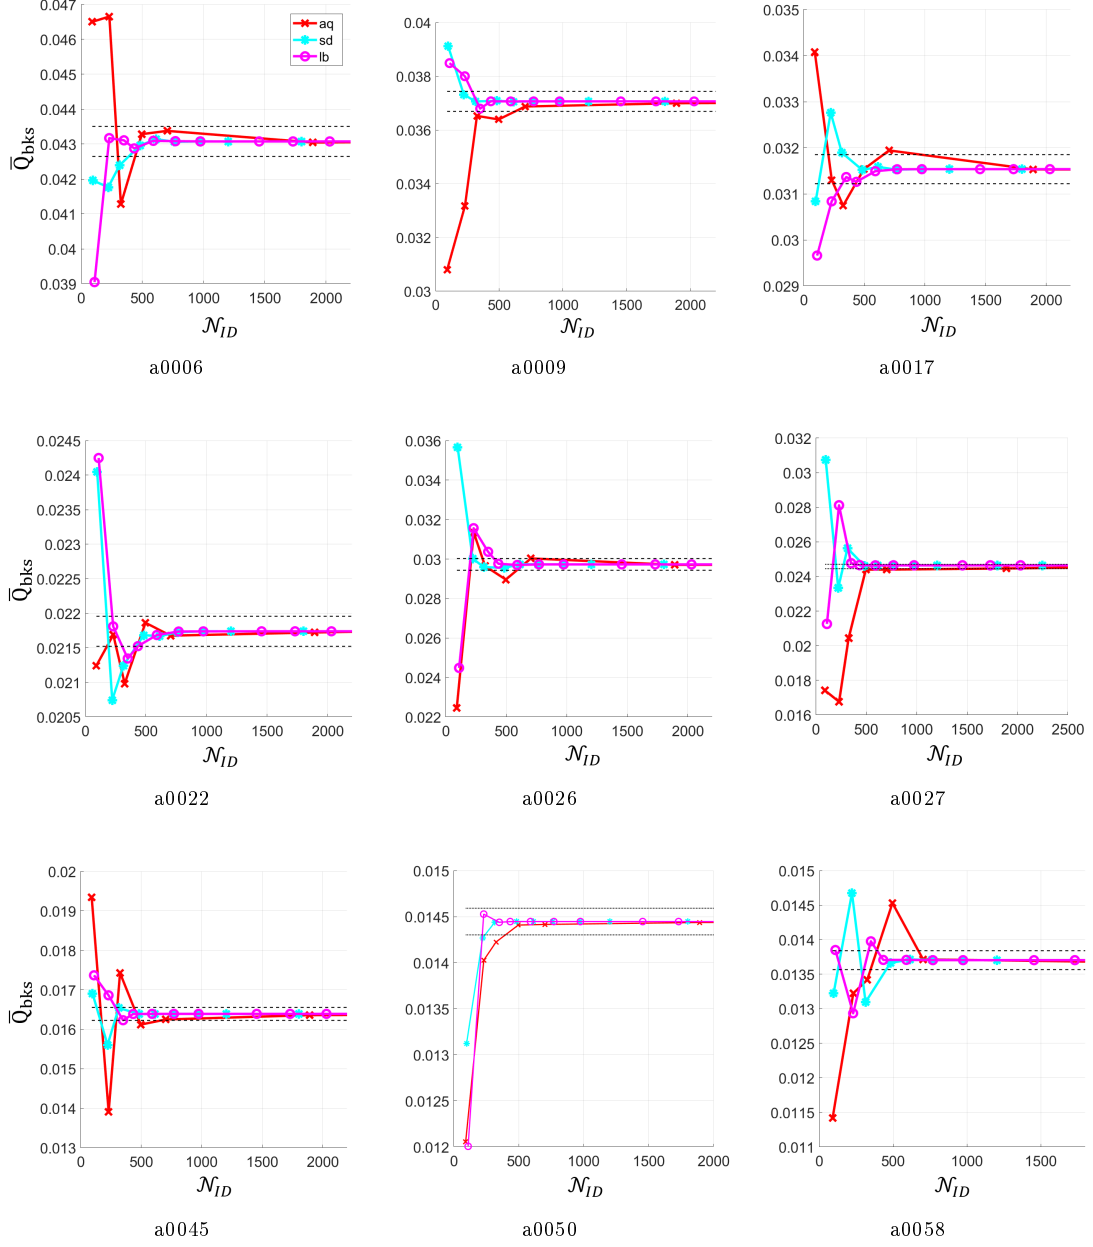 0.047
0.046
0.045
0.044
0.043
0.042
0.041
0.04
0.039
0 500 1000 1500 2000
Q̅bks
𝒩ID
aq
sd
lb
a0006
0.04
0.038
0.036
0.034
0.032
0.03
0 500 1000 1500 2000
𝒩ID
a0009
0.035
0.034
0.033
0.032
0.031
0.03
0.029
0 500 1000 1500 2000
𝒩ID
a0017
0.0245
0.024
0.0235
0.023
0.0225
0.022
0.0215
0.021
0.0205
0 500 1000 1500 2000
Q̅bks
𝒩ID
a0022
0.036
0.034
0.032
0.03
0.028
0.026
0.024
0.022
0 500 1000 1500 2000
𝒩ID
a0026
0.032
0.03
0.028
0.026
0.024
0.022
0.02
0.018
0.016
0 500 1000 1500 2000 2500
𝒩ID
a0027
0.02
0.019
0.018
0.017
0.016
0.015
0.014
0.013
0 500 1000 1500 2000
Q̅bks
𝒩ID
a0045
0.015
0.0145
0.014
0.0135
0.013
0.0125
0.012
0 500 1000 1500 2000
𝒩ID
a0050
0.015
0.0145
0.014
0.0135
0.013
0.0125
0.012
0.0115
0.011
0 500 1000 1500
𝒩ID
a0058